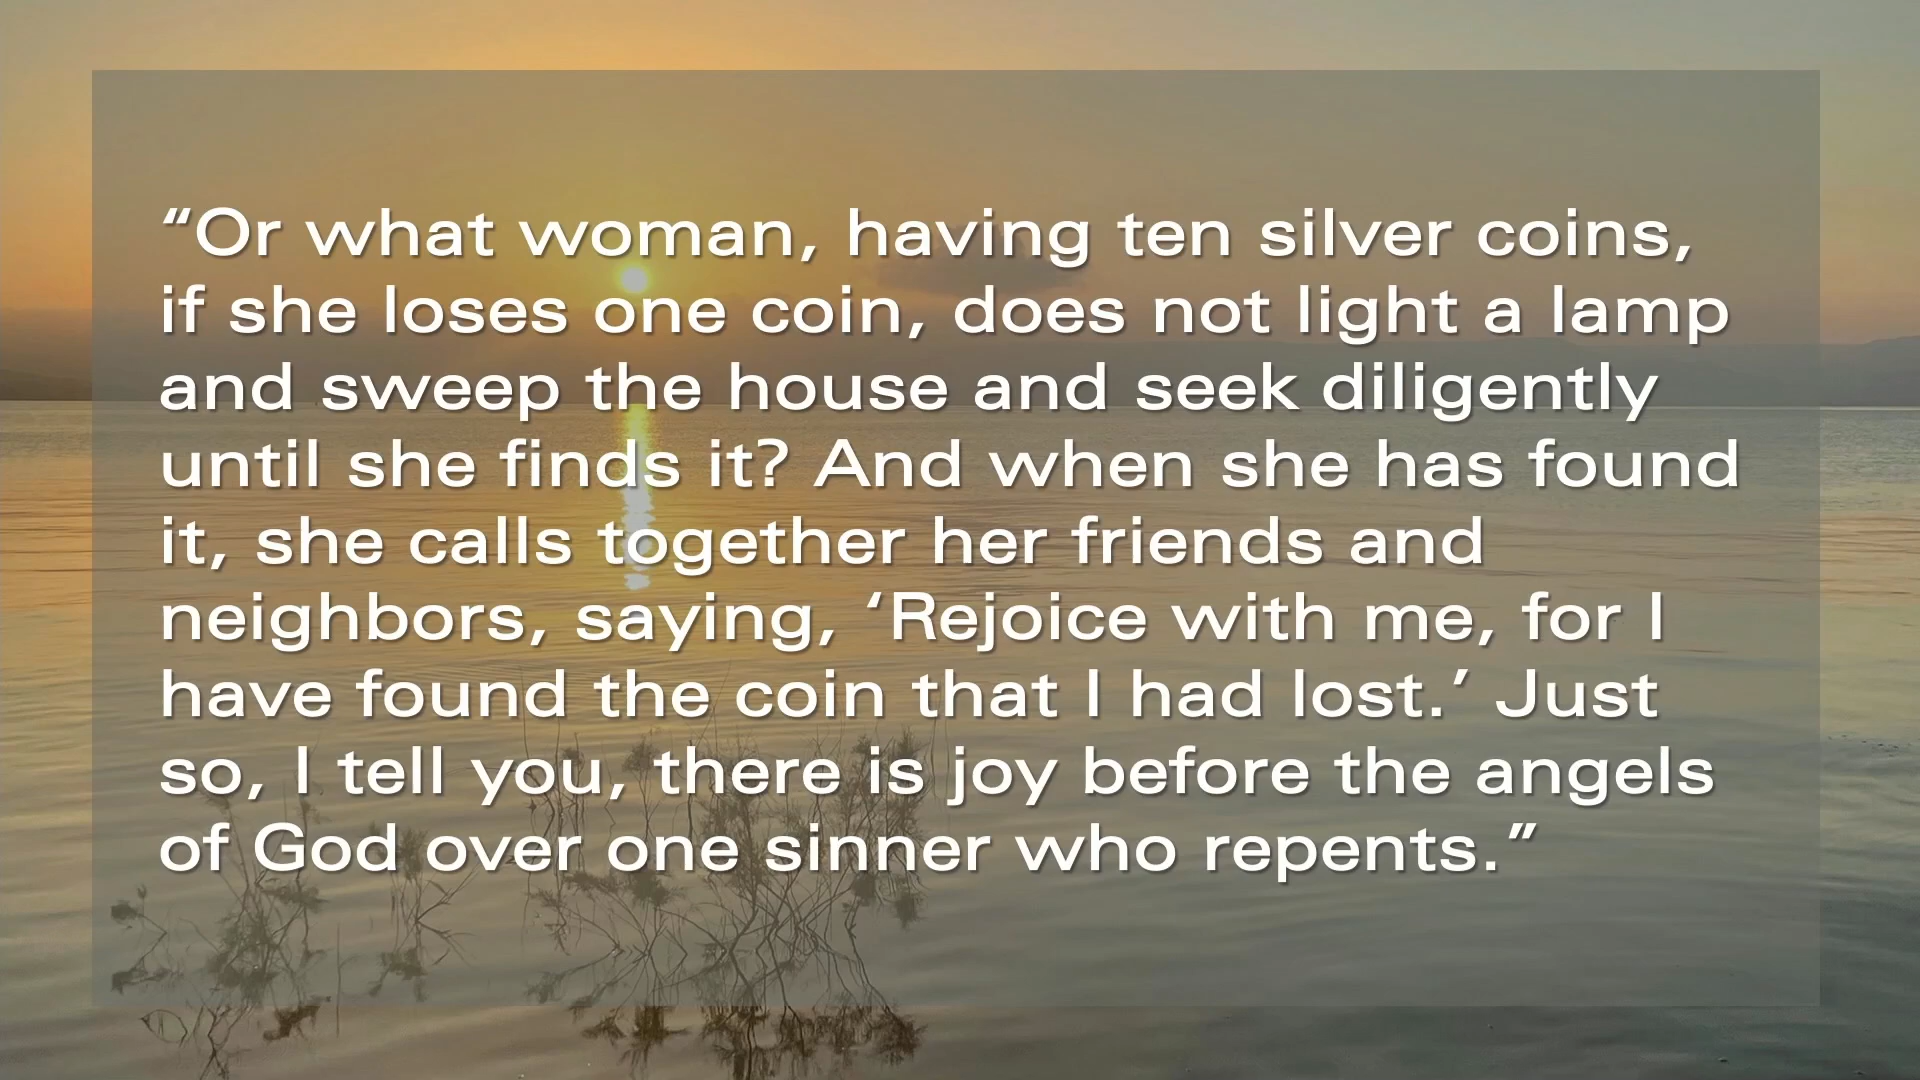 “Or what woman, having ten silver coins,
if she loses one coin, does not light a lamp
and sweep the house and seek diligently
until she finds it? And when she has found
it, she calls together her friends and
neighbors, saying, ‘Rejoice with me, for I
have found the coin that I had lost.’ Just
so, I tell you, there is joy before the angels
of God over one sinner who repents.”